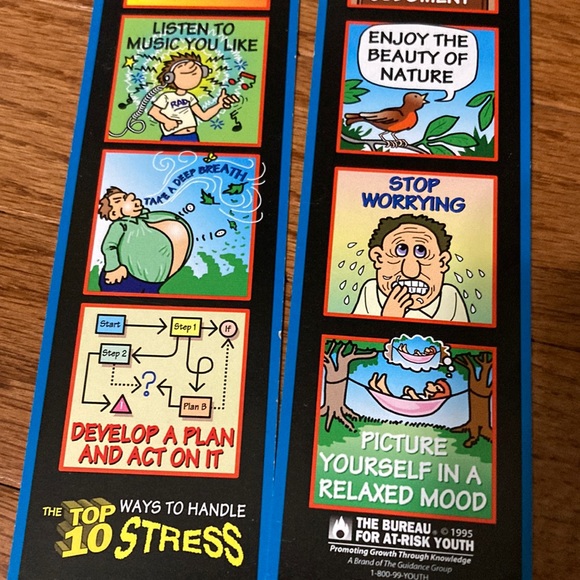 LISTEN TO
MUSIC YOU LIKE
RAD
TAKE A DEEP BREATH
Start
Step 1
If
Step 2
?
Plan B
DEVELOP A PLAN
AND ACT ON IT
THE TOP 10 WAYS TO HANDLE
STRESS
JUDGMENT
ENJOY THE
BEAUTY OF
NATURE
STOP
WORRYING
PICTURE
YOURSELF IN A
RELAXED MOOD
THE BUREAU © 1995
FOR AT-RISK YOUTH
Promoting Growth Through Knowledge
A Brand of The Guidance Group
1-800-99-YOUTH